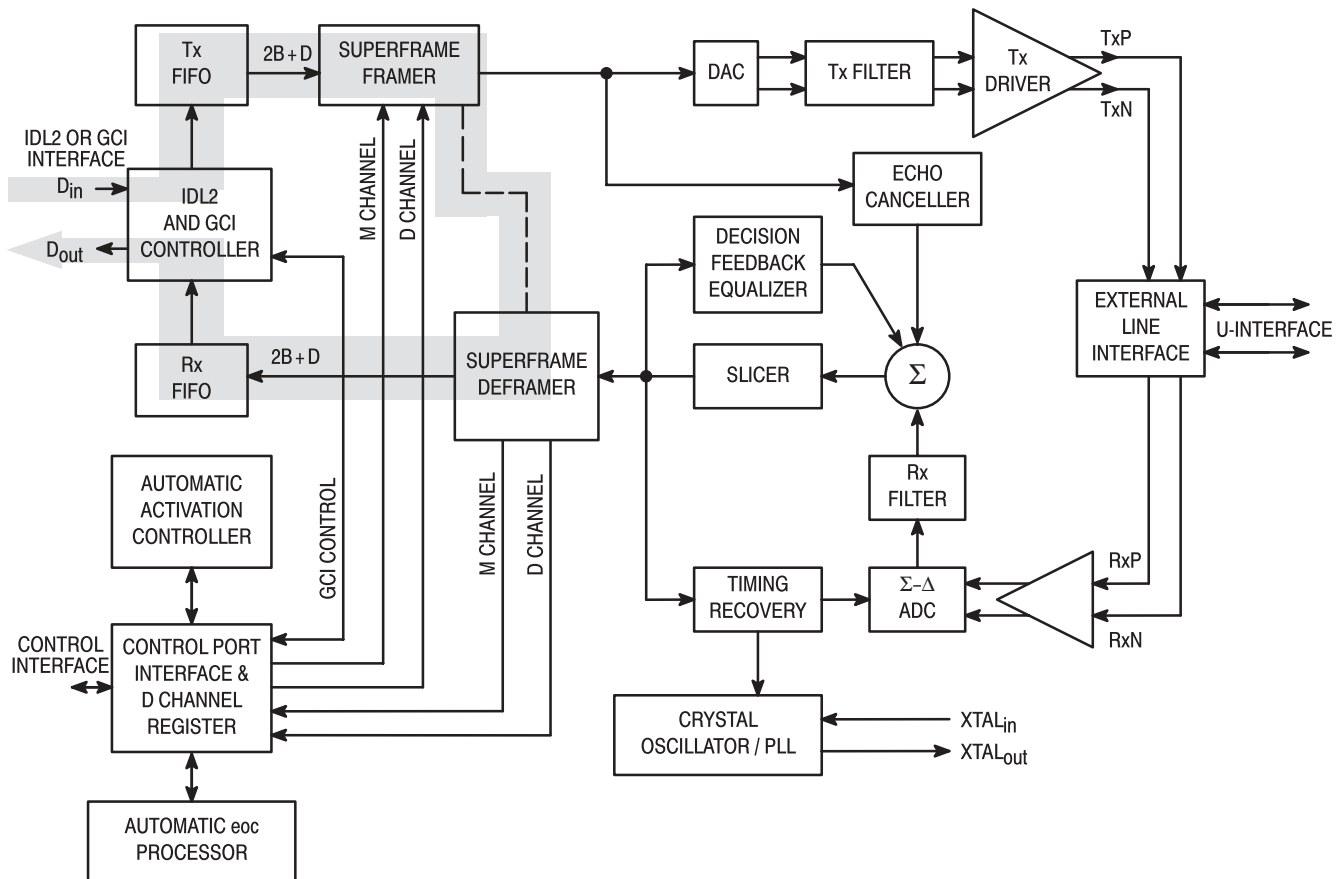 Tx
FIFO
2B+D
SUPERFRAME
FRAMER
DAC
Tx FILTER
Tx
DRIVER
TxP
TxN
IDL2 OR GCI
INTERFACE
Din
Dout
IDL2
AND GCI
CONTROLLER
M CHANNEL
D CHANNEL
ECHO
CANCELLER
DECISION
FEEDBACK
EQUALIZER
EXTERNAL
LINE
INTERFACE
U-INTERFACE
Rx
FIFO
2B+D
SUPERFRAME
DEFRAMER
SLICER
Σ
Rx
FILTER
AUTOMATIC
ACTIVATION
CONTROLLER
GCI CONTROL
M CHANNEL
D CHANNEL
TIMING
RECOVERY
Σ–Δ
ADC
RxP
RxN
CONTROL
INTERFACE
CONTROL PORT
INTERFACE &
D CHANNEL
REGISTER
CRYSTAL
OSCILLATOR / PLL
XTALin
XTALout
AUTOMATIC eoc
PROCESSOR